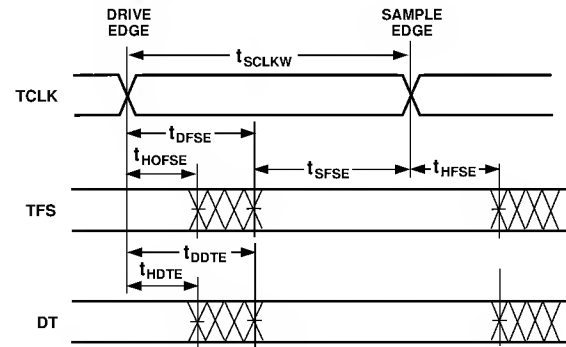 DRIVE EDGE
SAMPLE EDGE
tSCLKW
TCLK
tDFSE
tHOFSE
tSFSE
tHFSE
TFS
tDDTE
tHDTE
DT